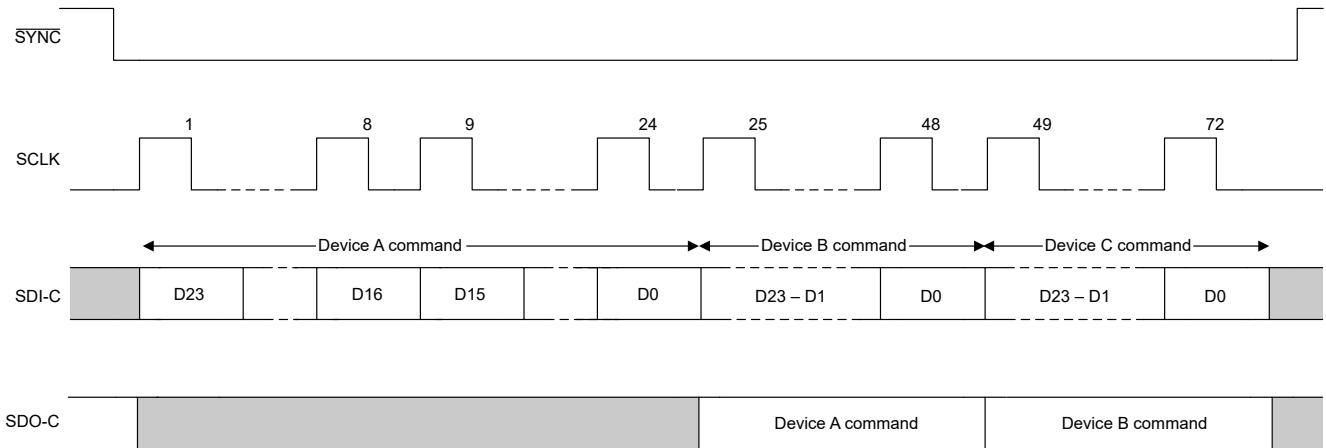 SYNC
1 8 9 24 25 48 49 72
SCLK
Device A command Device B command Device C command
SDI-C D23 D16 D15 D0 D23 – D1 D0 D23 – D1 D0
SDO-C Device A command Device B command